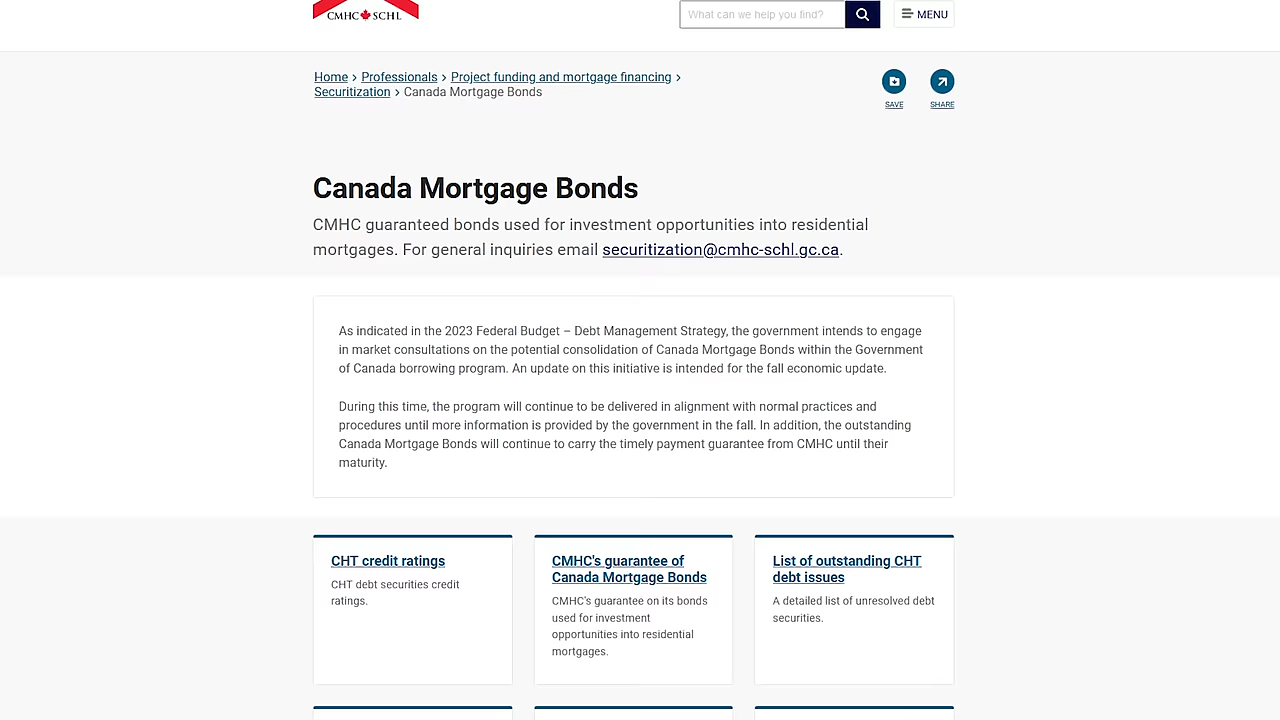 CMHC SCHL
What can we help you find?
MENU
Home > Professionals > Project funding and mortgage financing >
Securitization > Canada Mortgage Bonds
SAVE
SHARE
Canada Mortgage Bonds
CMHC guaranteed bonds used for investment opportunities into residential
mortgages. For general inquiries email securitization@cmhc-schl.gc.ca.
As indicated in the 2023 Federal Budget – Debt Management Strategy, the government intends to engage
in market consultations on the potential consolidation of Canada Mortgage Bonds within the Government
of Canada borrowing program. An update on this initiative is intended for the fall economic update.
During this time, the program will continue to be delivered in alignment with normal practices and
procedures until more information is provided by the government in the fall. In addition, the outstanding
Canada Mortgage Bonds will continue to carry the timely payment guarantee from CMHC until their
maturity.
CHT credit ratings
CHT debt securities credit
ratings.
CMHC's guarantee of
Canada Mortgage Bonds
CMHC's guarantee on its bonds
used for investment
opportunities into residential
mortgages.
List of outstanding CHT
debt issues
A detailed list of unresolved debt
securities.